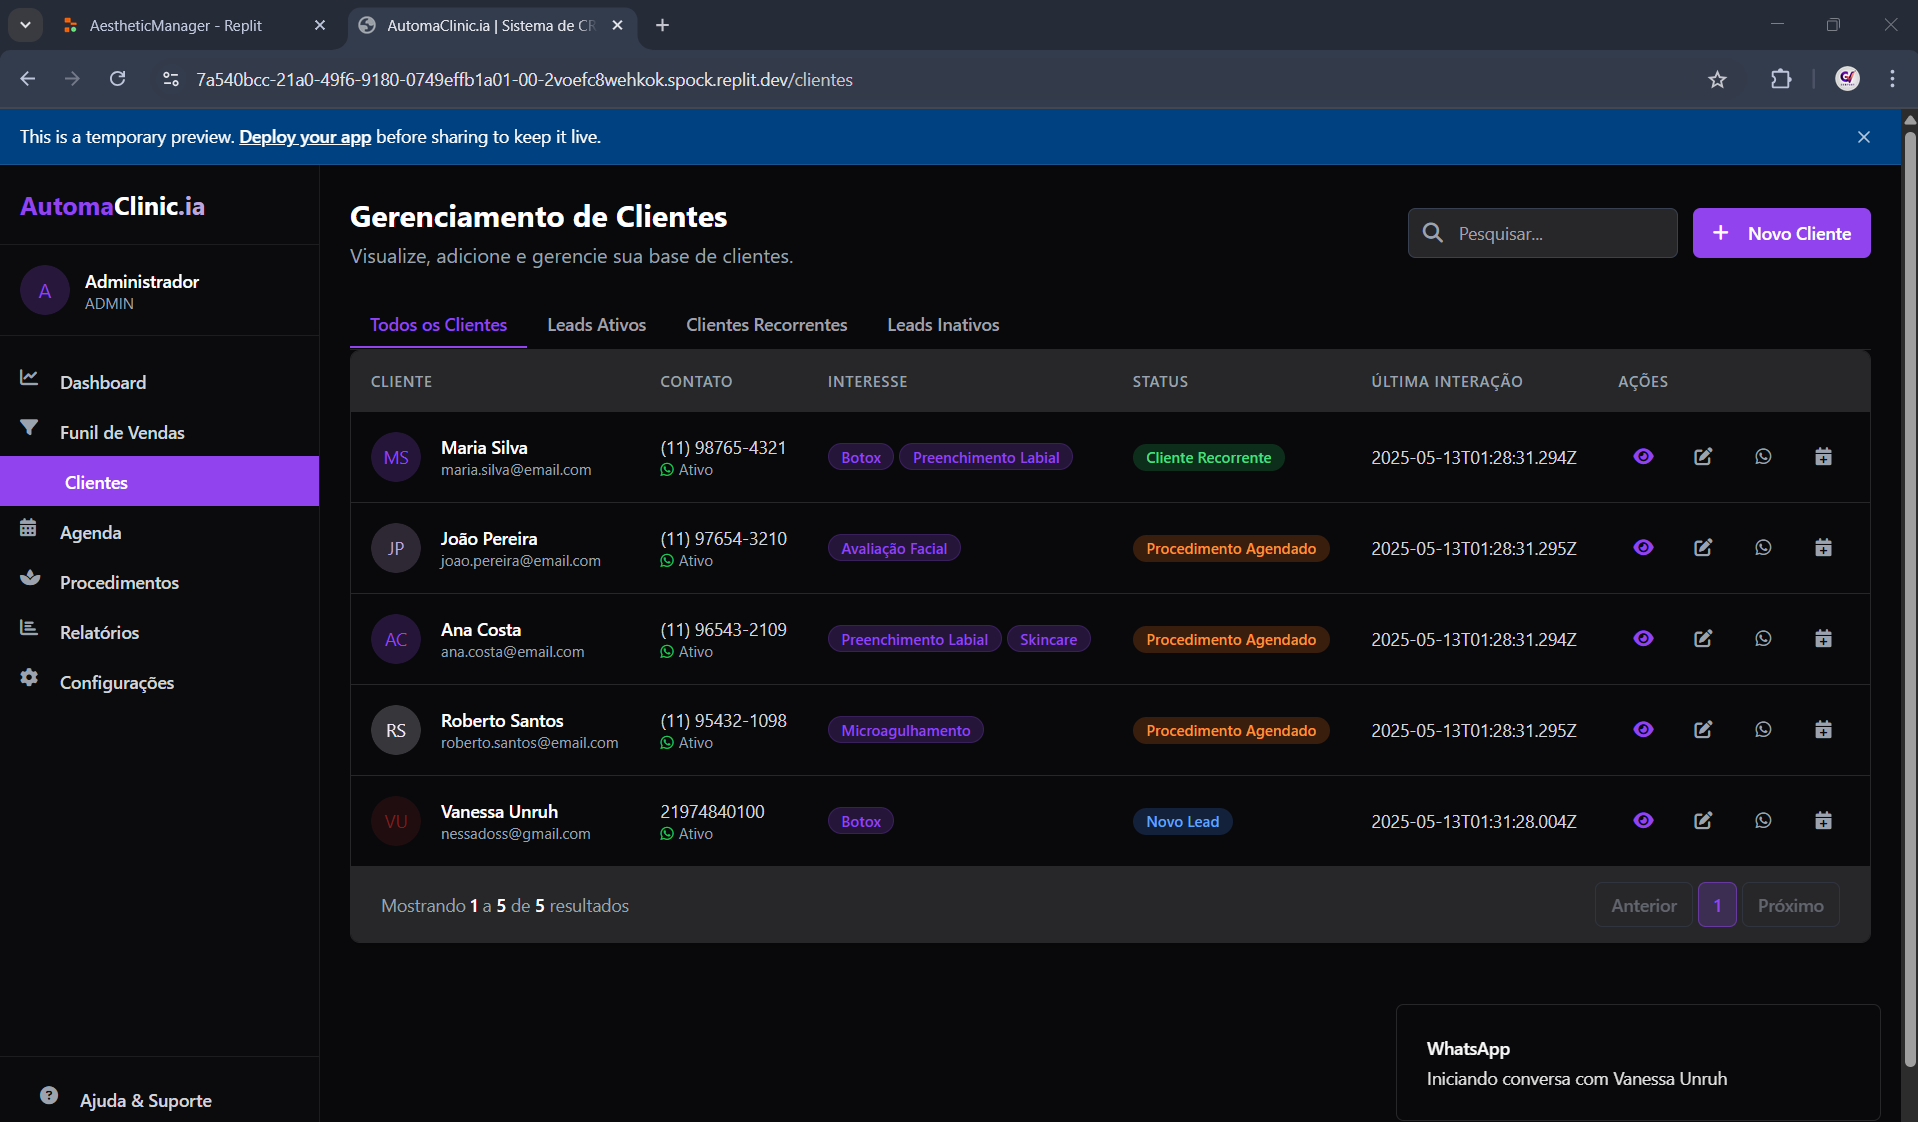 AestheticManager - Replit
AutomaClinic.ia | Sistema de CR
7a540bcc-21a0-49f6-9180-0749effb1a01-00-2voefc8wehkok.spock.replit.dev/clientes
This is a temporary preview. Deploy your app before sharing to keep it live.
AutomaClinic.ia
A
Administrador
ADMIN
Dashboard
Funil de Vendas
Clientes
Agenda
Procedimentos
Relatórios
Configurações
Ajuda & Suporte
Gerenciamento de Clientes
Visualize, adicione e gerencie sua base de clientes.
Pesquisar...
+ Novo Cliente
Todos os Clientes Leads Ativos Clientes Recorrentes Leads Inativos
CLIENTE CONTATO INTERESSE STATUS ÚLTIMA INTERAÇÃO AÇÕES
MS Maria Silva (11) 98765-4321 Botox Preenchimento Labial Cliente Recorrente 2025-05-13T01:28:31.294Z
maria.silva@email.com Ativo
JP João Pereira (11) 97654-3210 Avaliação Facial Procedimento Agendado 2025-05-13T01:28:31.295Z
joao.pereira@email.com Ativo
AC Ana Costa (11) 96543-2109 Preenchimento Labial Skincare Procedimento Agendado 2025-05-13T01:28:31.294Z
ana.costa@email.com Ativo
RS Roberto Santos (11) 95432-1098 Microagulhamento Procedimento Agendado 2025-05-13T01:28:31.295Z
roberto.santos@email.com Ativo
VU Vanessa Unruh 21974840100 Botox Novo Lead 2025-05-13T01:31:28.004Z
nessadoss@gmail.com Ativo
Mostrando 1 a 5 de 5 resultados
Anterior 1 Próximo
WhatsApp
Iniciando conversa com Vanessa Unruh